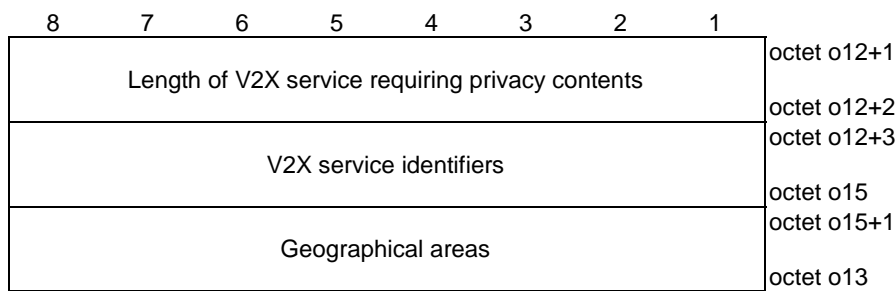 8 7 6 5 4 3 2 1
octet o12+1
Length of V2X service requiring privacy contents
octet o12+2
octet o12+3
V2X service identifiers
octet o15
octet o15+1
Geographical areas
octet o13